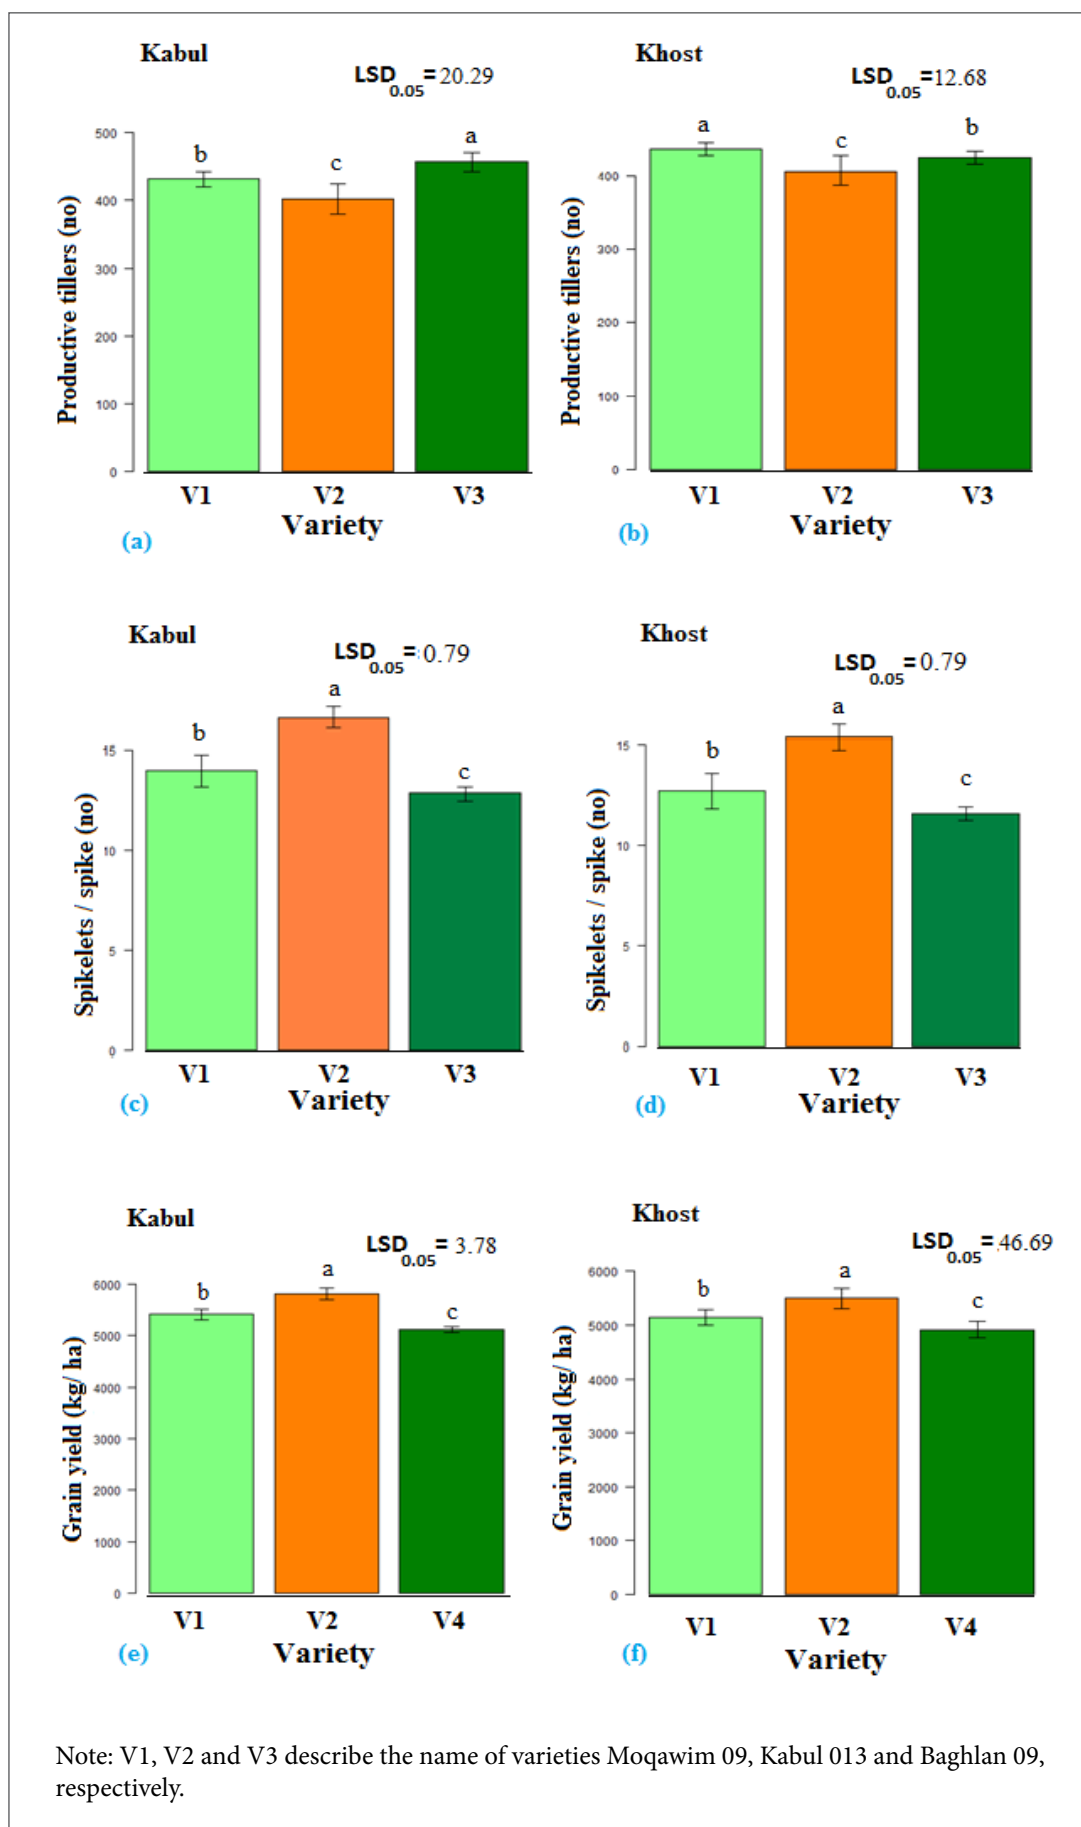 Kabul
LSD0.05= 20.29
Productive tillers (no)
500
400
300
200
100
0
b
c
a
V1 V2 V3
Variety
(a)
Khost
LSD0.05=12.68
Productive tillers (no)
400
300
200
100
0
a
c
b
V1 V2 V3
Variety
(b)
Kabul
LSD0.05= 0.79
Spikelets / spike (no)
15
10
5
0
b
a
c
V1 V2 V3
Variety
(c)
Khost
LSD0.05= 0.79
Spikelets / spike (no)
15
10
5
0
b
a
c
V1 V2 V3
Variety
(d)
Kabul
LSD0.05= 3.78
Grain yield (kg/ ha)
6000
5000
4000
3000
2000
1000
0
b
a
c
V1 V2 V4
Variety
(e)
Khost
LSD0.05= 46.69
Grain yield (kg/ ha)
6000
5000
4000
3000
2000
1000
0
b
a
c
V1 V2 V4
Variety
(f)
Note: V1, V2 and V3 describe the name of varieties Moqawim 09, Kabul 013 and Baghlan 09,
respectively.